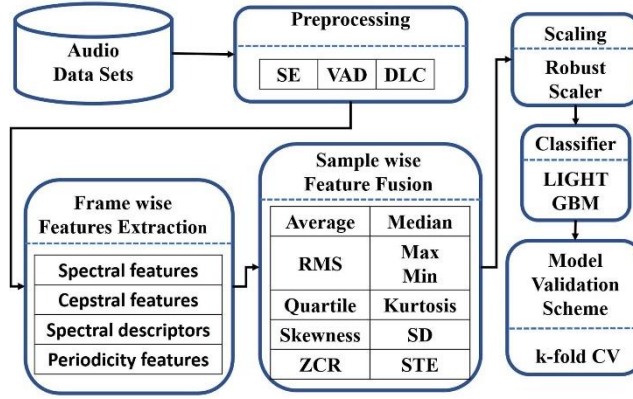 Audio
Data Sets
Preprocessing
SE VAD DLC
Frame wise
Features Extraction
Spectral features
Cepstral features
Spectral descriptors
Periodicity features
Sample wise
Feature Fusion
Average Median
RMS Max
Min
Quartile Kurtosis
Skewness SD
ZCR STE
Scaling
Robust
Scaler
Classifier
LIGHT
GBM
Model
Validation
Scheme
k-fold CV